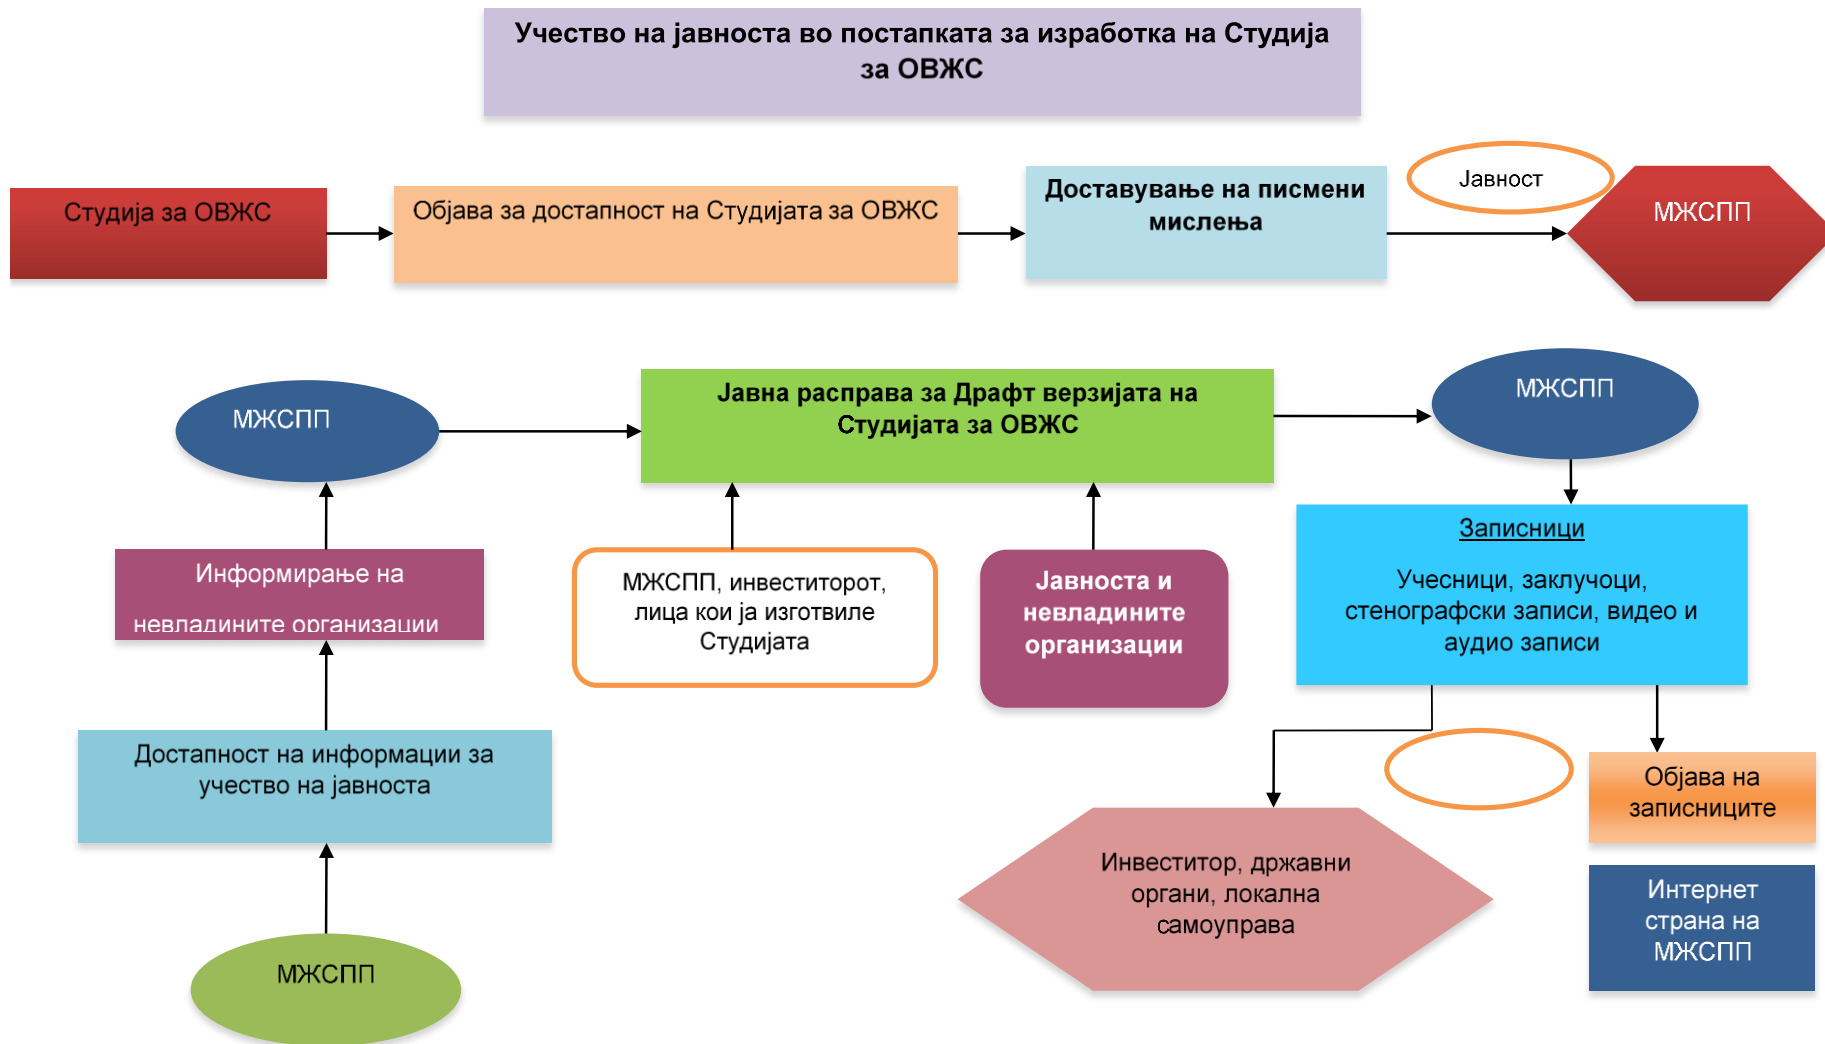 Учество на јавноста во постапката за изработка на Студија
за ОВЖС
Студија за ОВЖС
Објава за достапност на Студијата за ОВЖС
Доставување на писмени
мислења
Јавност
МЖСПП
МЖСПП
Јавна расправа за Драфт верзијата на
Студијата за ОВЖС
МЖСПП
Информирање на
невладините организации
МЖСПП, инвеститорот,
лица кои ја изготвиле
Студијата
Јавноста и
невладините
организации
Записници
Учесници, заклучоци,
стенографски записи, видео и
аудио записи
Достапност на информации за
учество на јавноста
Објава на
записниците
Инвеститор, државни
органи, локална
самоуправа
Интернет
страна на
МЖСПП
МЖСПП